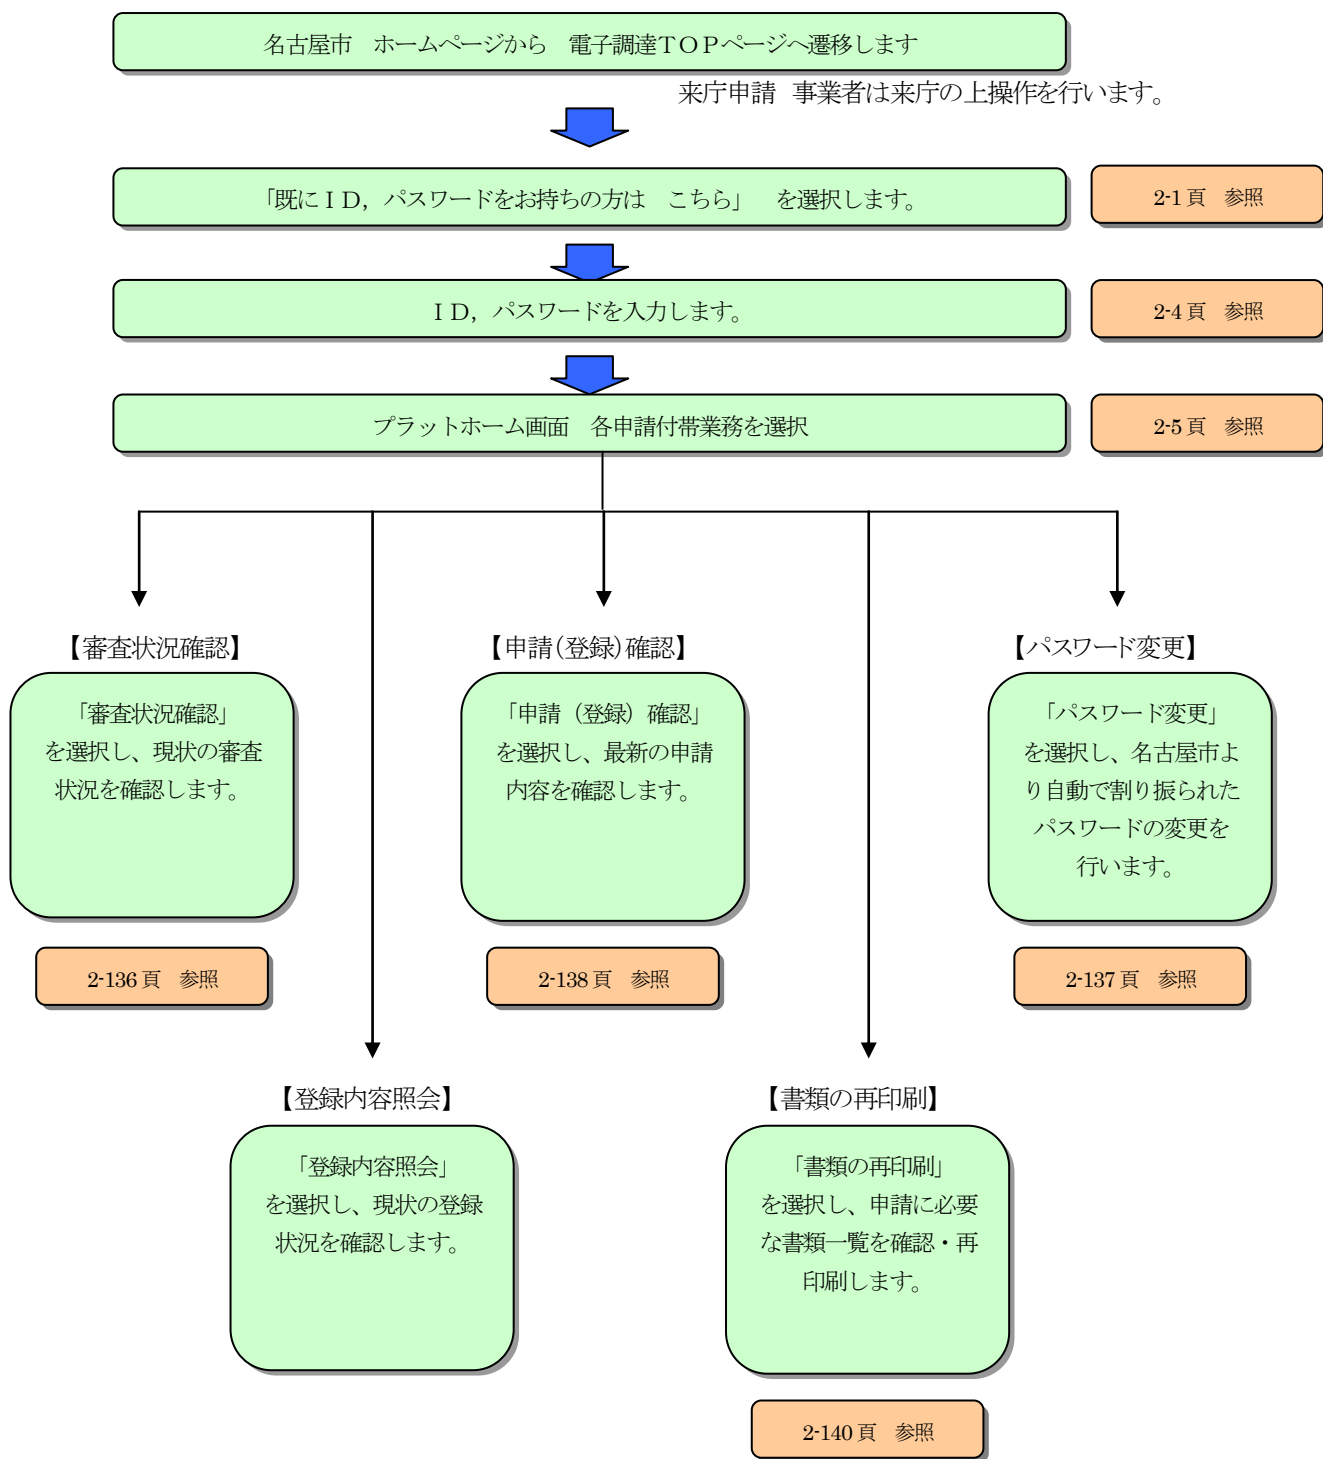 名古屋市　ホームページから　電子調達ＴＯＰページへ遷移します
来庁申請　事業者は来庁の上操作を行います。
「既にＩＤ，パスワードをお持ちの方は　こちら」　を選択します。
2-1頁　参照
ＩＤ，パスワードを入力します。
2-4頁　参照
プラットホーム画面　各申請付帯業務を選択
2-5頁　参照
【審査状況確認】
「審査状況確認」
を選択し、現状の審査
状況を確認します。
2-136頁　参照
【申請(登録)確認】
「申請（登録）確認」
を選択し、最新の申請
内容を確認します。
2-138頁　参照
【パスワード変更】
「パスワード変更」
を選択し、名古屋市よ
り自動で割り振られた
パスワードの変更を
行います。
2-137頁　参照
【登録内容照会】
「登録内容照会」
を選択し、現状の登録
状況を確認します。
【書類の再印刷】
「書類の再印刷」
を選択し、申請に必要
な書類一覧を確認・再
印刷します。
2-140頁　参照